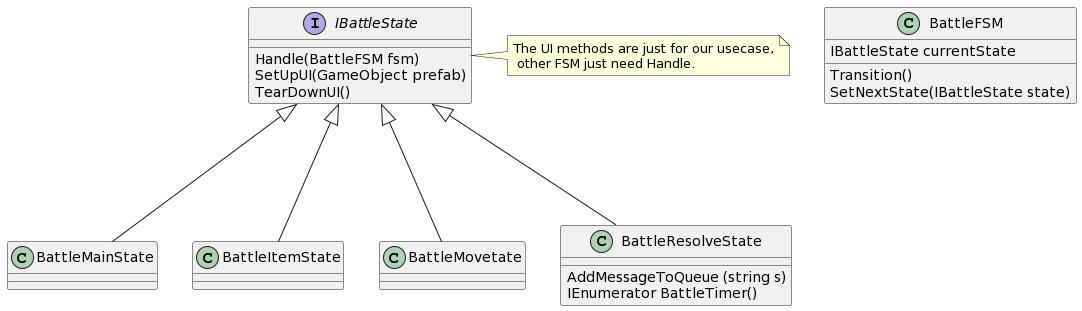 I IBattleState
Handle(BattleFSM fsm)
SetUpUI(GameObject prefab)
TearDownUI()
The UI methods are just for our usecase,
other FSM just need Handle.
C BattleFSM
IBattleState currentState
Transition()
SetNextState(IBattleState state)
C BattleMainState
C BattleItemState
C BattleMovetate
C BattleResolveState
AddMessageToQueue (string s)
IEnumerator BattleTimer()